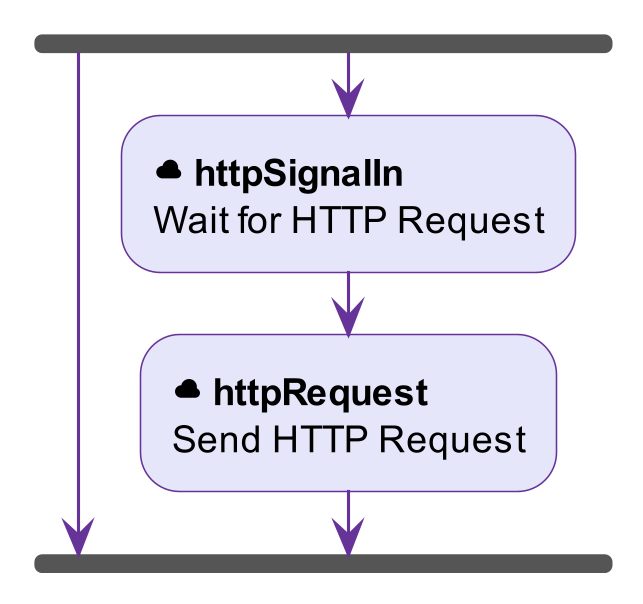 httpSignalIn
Wait for HTTP Request
httpRequest
Send HTTP Request